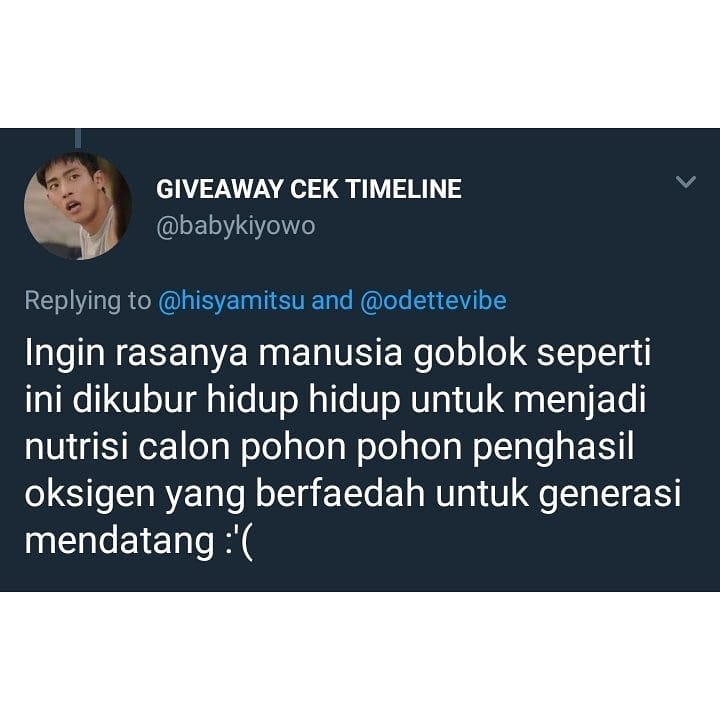 GIVEAWAY CEK TIMELINE
@babykiyowo
Replying to @hisyamitsu and @odettevibe
Ingin rasanya manusia goblok seperti
ini dikubur hidup hidup untuk menjadi
nutrisi calon pohon pohon penghasil
oksigen yang berfaedah untuk generasi
mendatang :'(